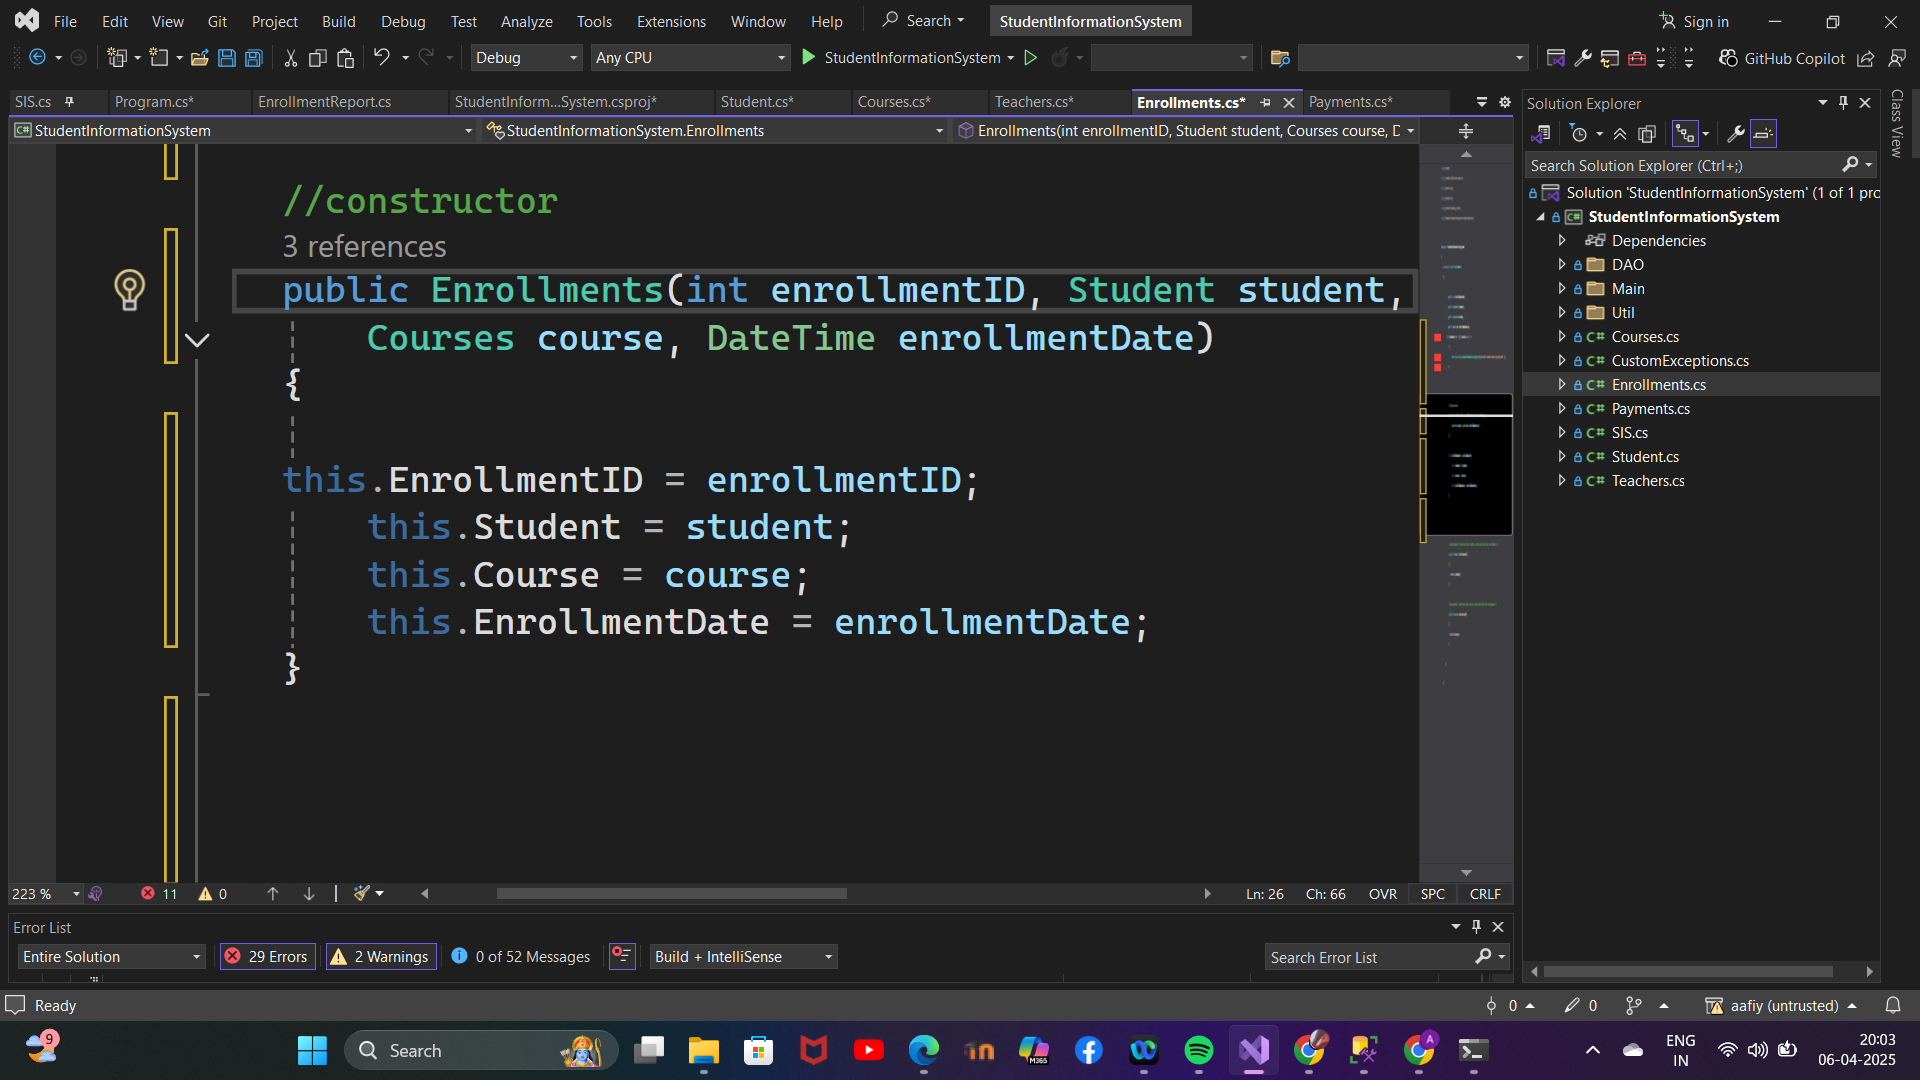 File Edit View Git Project Build Debug Test Analyze Tools Extensions Window Help Search StudentInformationSystem Sign in
Debug Any CPU StudentInformationSystem GitHub Copilot
SIS.cs Program.cs* EnrollmentReport.cs StudentInform...System.csproj* Student.cs* Courses.cs* Teachers.cs* Enrollments.cs* Payments.cs*
StudentInformationSystem StudentInformationSystem.Enrollments Enrollments(int enrollmentID, Student student, Courses course, D
//constructor
3 references
public Enrollments(int enrollmentID, Student student,
Courses course, DateTime enrollmentDate)
{
this.EnrollmentID = enrollmentID;
this.Student = student;
this.Course = course;
this.EnrollmentDate = enrollmentDate;
}
223 % 11 0 Ln: 26 Ch: 66 OVR SPC CRLF
Error List
Entire Solution 29 Errors 2 Warnings 0 of 52 Messages Build + IntelliSense Search Error List
Solution Explorer
Search Solution Explorer (Ctrl+;)
Solution 'StudentInformationSystem' (1 of 1 pro
C# StudentInformationSystem
Dependencies
DAO
Main
Util
C# Courses.cs
C# CustomExceptions.cs
C# Enrollments.cs
C# Payments.cs
C# SIS.cs
C# Student.cs
C# Teachers.cs
Class View
Ready 0 0 aafiy (untrusted)
9 Search M365 A ENG
IN
20:03
06-04-2025